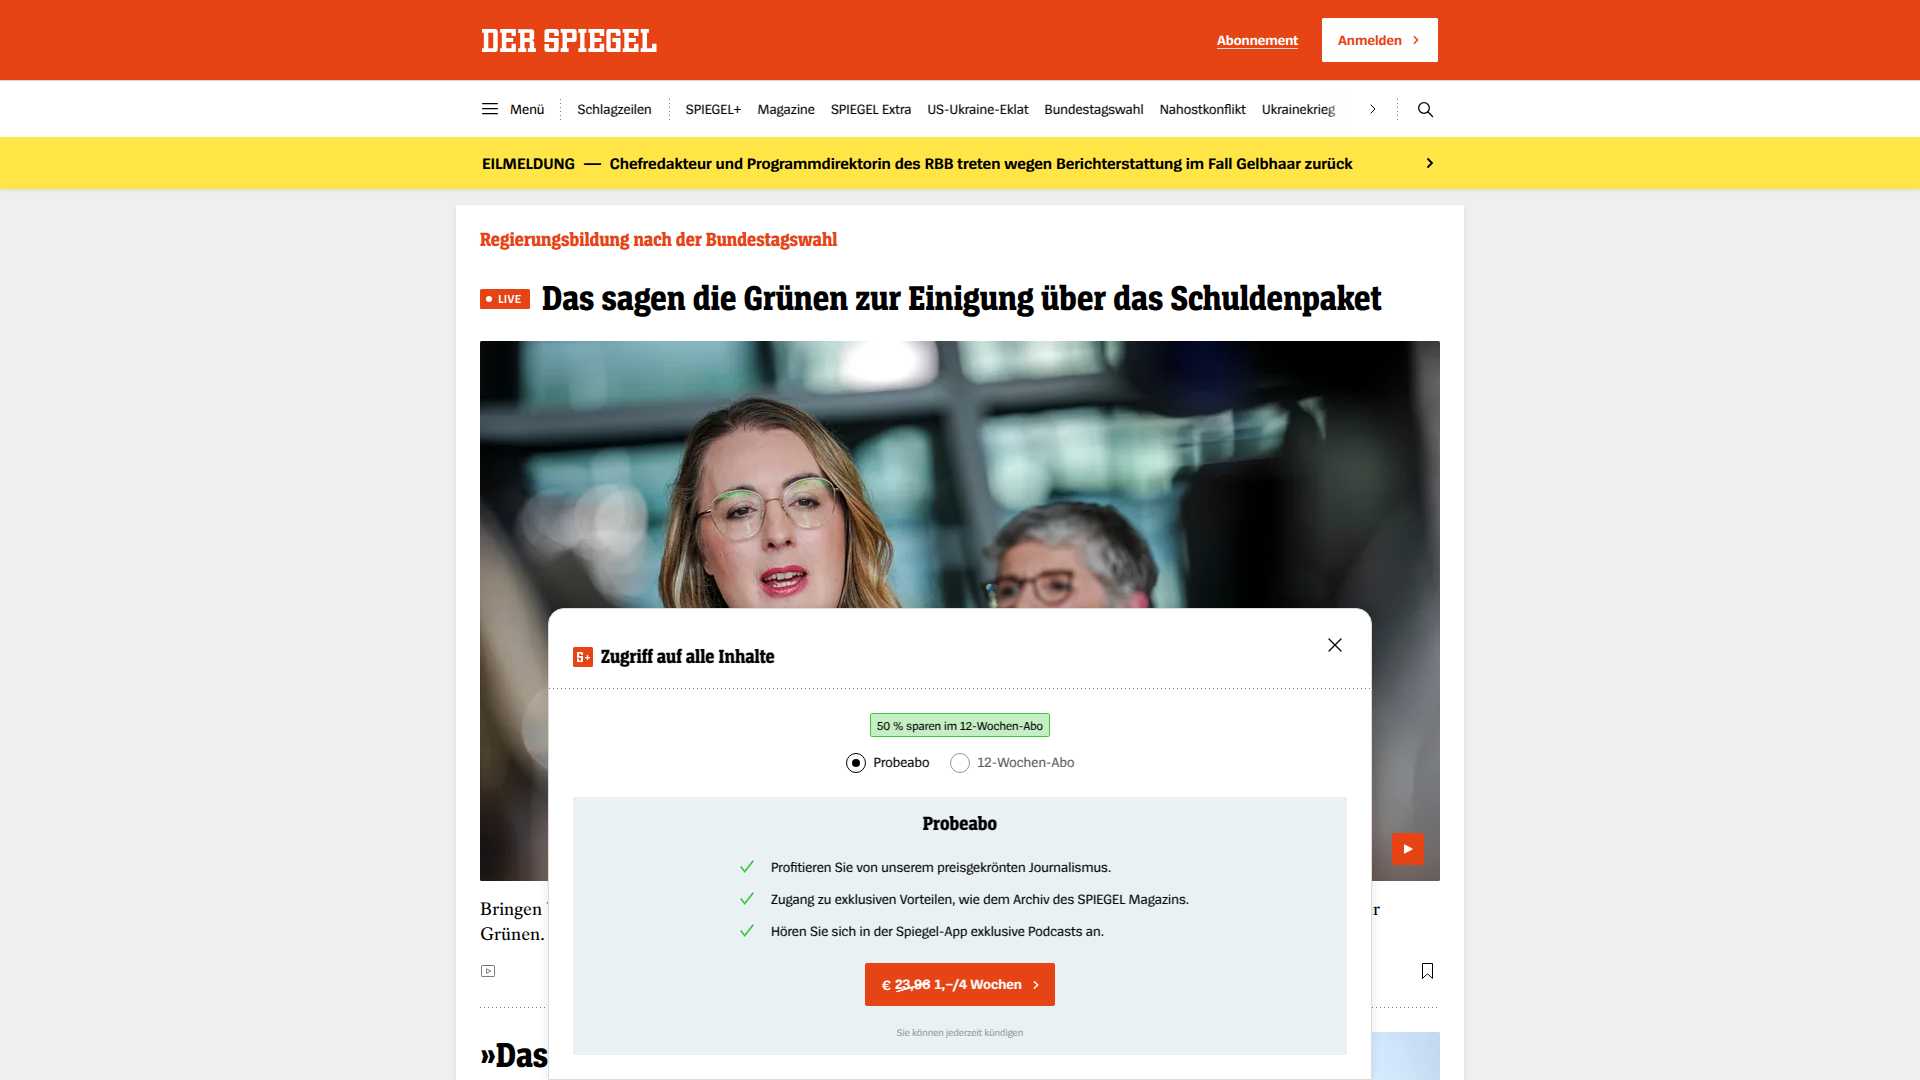 DER SPIEGEL
Abonnement
Anmelden
Menü
Schlagzeilen
SPIEGEL+
Magazine
SPIEGEL Extra
US-Ukraine-Eklat
Bundestagswahl
Nahostkonflikt
Ukrainekrieg
EILMELDUNG — Chefredakteur und Programmdirektorin des RBB treten wegen Berichterstattung im Fall Gelbhaar zurück
Regierungsbildung nach der Bundestagswahl
LIVE Das sagen die Grünen zur Einigung über das Schuldenpaket
Zugriff auf alle Inhalte
50 % sparen im 12-Wochen-Abo
Probeabo
12-Wochen-Abo
Probeabo
Profitieren Sie von unserem preisgekrönten Journalismus.
Zugang zu exklusiven Vorteilen, wie dem Archiv des SPIEGEL Magazins.
Hören Sie sich in der Spiegel-App exklusive Podcasts an.
€ 23,96 1,–/4 Wochen
Sie können jederzeit kündigen
Bringen
Grünen.
»Das